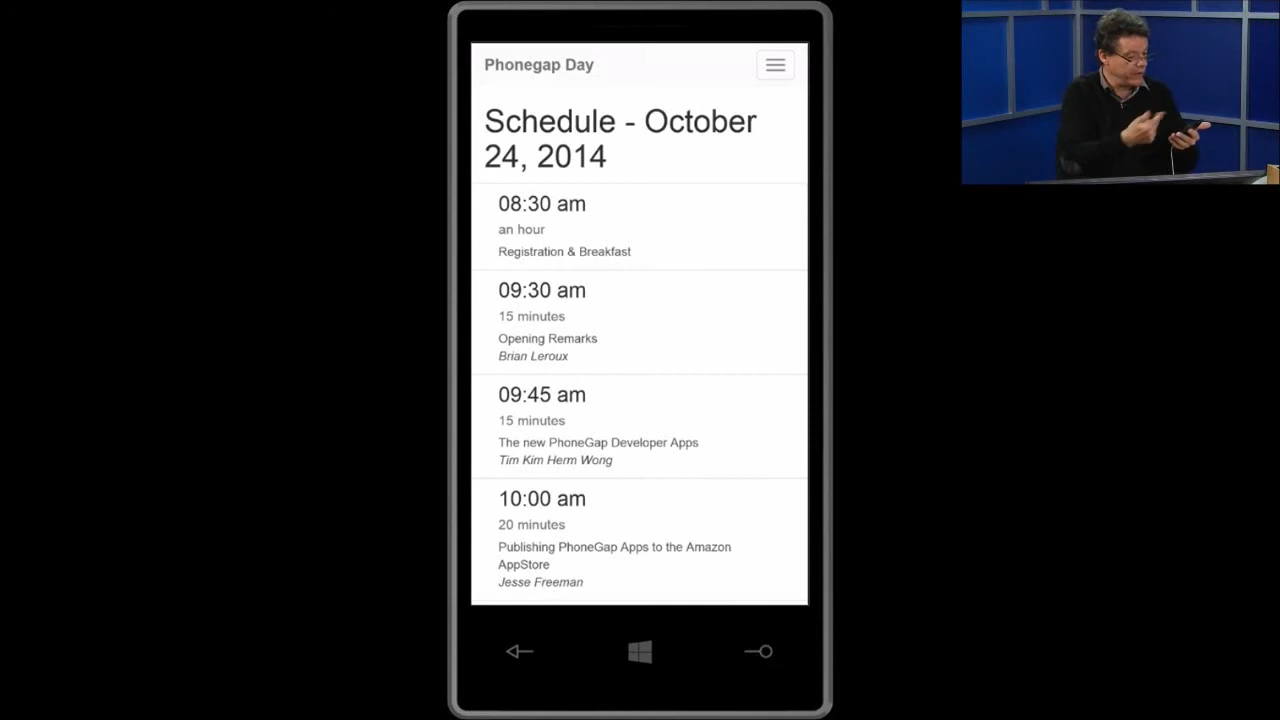 Phonegap Day
Schedule - October
24, 2014
08:30 am
an hour
Registration & Breakfast
09:30 am
15 minutes
Opening Remarks
Brian Leroux
09:45 am
15 minutes
The new PhoneGap Developer Apps
Tim Kim Herm Wong
10:00 am
20 minutes
Publishing PhoneGap Apps to the Amazon
AppStore
Jesse Freeman